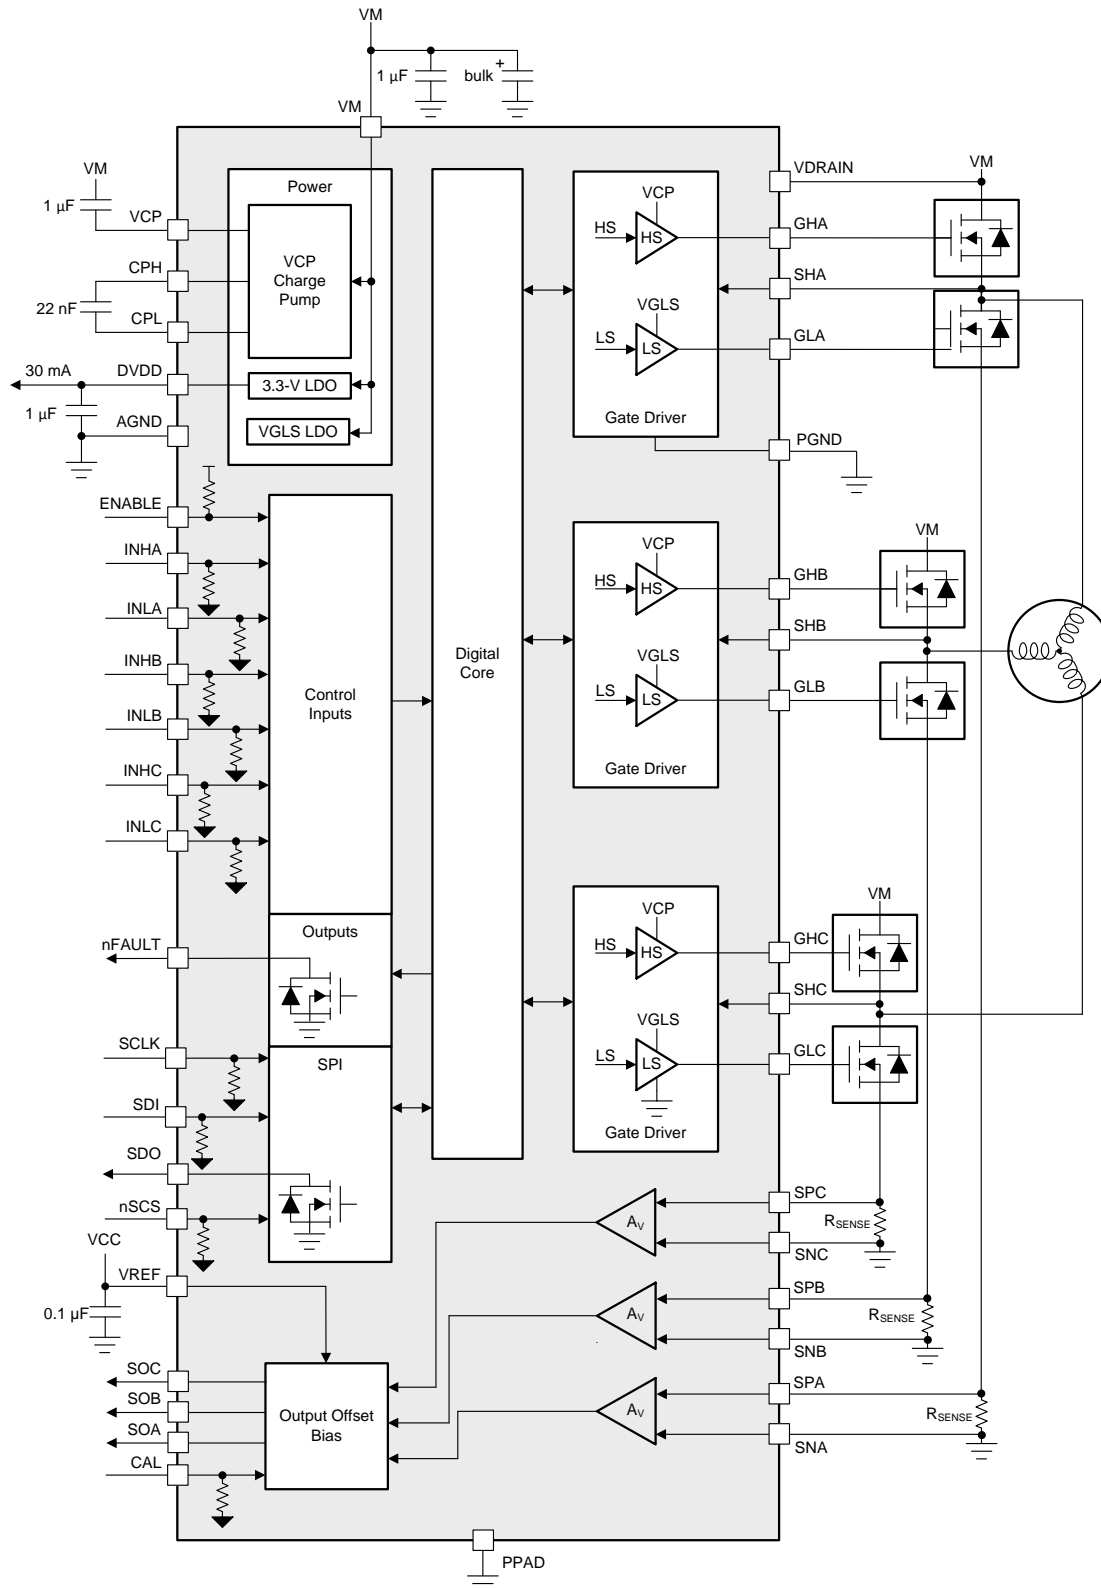 VM
1 µF
bulk
+
VM
VM
1 µF
VCP
CPH
22 nF
CPL
30 mA
DVDD
1 µF
AGND
Power
VCP
Charge
Pump
3.3-V LDO
VGLS LDO
ENABLE
INHA
INLA
INHB
INLB
INHC
INLC
Control
Inputs
nFAULT
Outputs
SCLK
SDI
SDO
nSCS
SPI
VCC
VREF
0.1 µF
SOC
SOB
SOA
CAL
Output Offset
Bias
Digital
Core
VCP
HS
HS
VGLS
LS
LS
Gate Driver
VDRAIN
GHA
SHA
GLA
PGND
VM
VCP
HS
HS
VGLS
LS
LS
Gate Driver
GHB
SHB
GLB
VM
VCP
HS
HS
VGLS
LS
LS
Gate Driver
GHC
SHC
GLC
VM
AV
SPC
SNC
RSENSE
AV
SPB
SNB
RSENSE
AV
SPA
SNA
RSENSE
PPAD